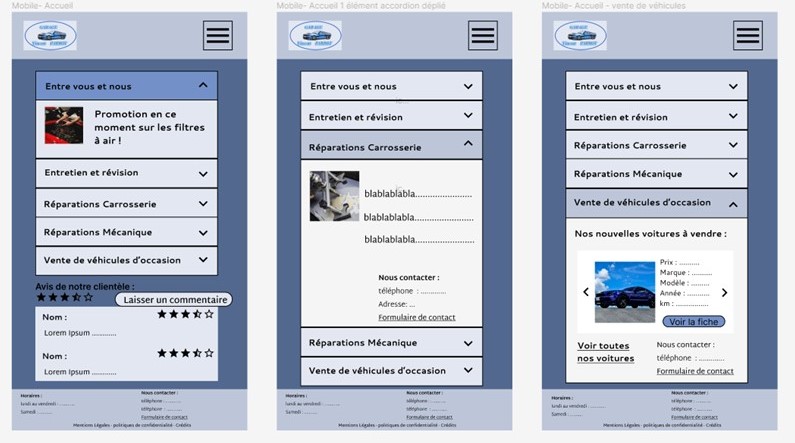 Mobile- Accueil
GARAGE
Vincent PARROT
Entre vous et nous
Promotion en ce
moment sur les filtres
à air !
Entretien et révision
Réparations Carrosserie
Réparations Mécanique
Vente de véhicules d'occasion
Avis de notre clientèle :
Laisser un commentaire
Nom :
Lorem Ipsum ............
Nom :
Lorem Ipsum ............
Horaires :
lundi au vendredi : ..........
Samedi : ..........
Nous contacter :
téléphone : ............
Adresse: ...
Formulaire de contact
Mentions Légales - politiques de confidentialité - Crédits
Mobile- Accueil 1 élément accordion déplié
GARAGE
Entre vous et nous
Entretien et révision
Réparations Carrosserie
blablablabla.......................
blablablabla.......................
blablablabla.......................
Nous contacter :
téléphone : ............
Adresse: ...
Formulaire de contact
Réparations Mécanique
Vente de véhicules d'occasion
Horaires :
lundi au vendredi : ..........
Samedi : ..........
Nous contacter :
téléphone : ............
Formulaire de contact
Mentions Légales - politiques de confidentialité - Crédits
Mobile- Accueil - vente de véhicules
GARAGE
Entre vous et nous
Entretien et révision
Réparations Carrosserie
Réparations Mécanique
Vente de véhicules d'occasion
Nos nouvelles voitures à vendre :
Prix : ..........
Marque : ..........
Modèle : ..........
Année : ...........
km : ................
Voir la fiche
Voir toutes
nos voitures
Nous contacter :
téléphone : ............
Formulaire de contact
Horaires :
lundi au vendredi : ..........
Samedi : ..........
Nous contacter :
téléphone : ............
Formulaire de contact
Mentions Légales - politiques de confidentialité - Crédits